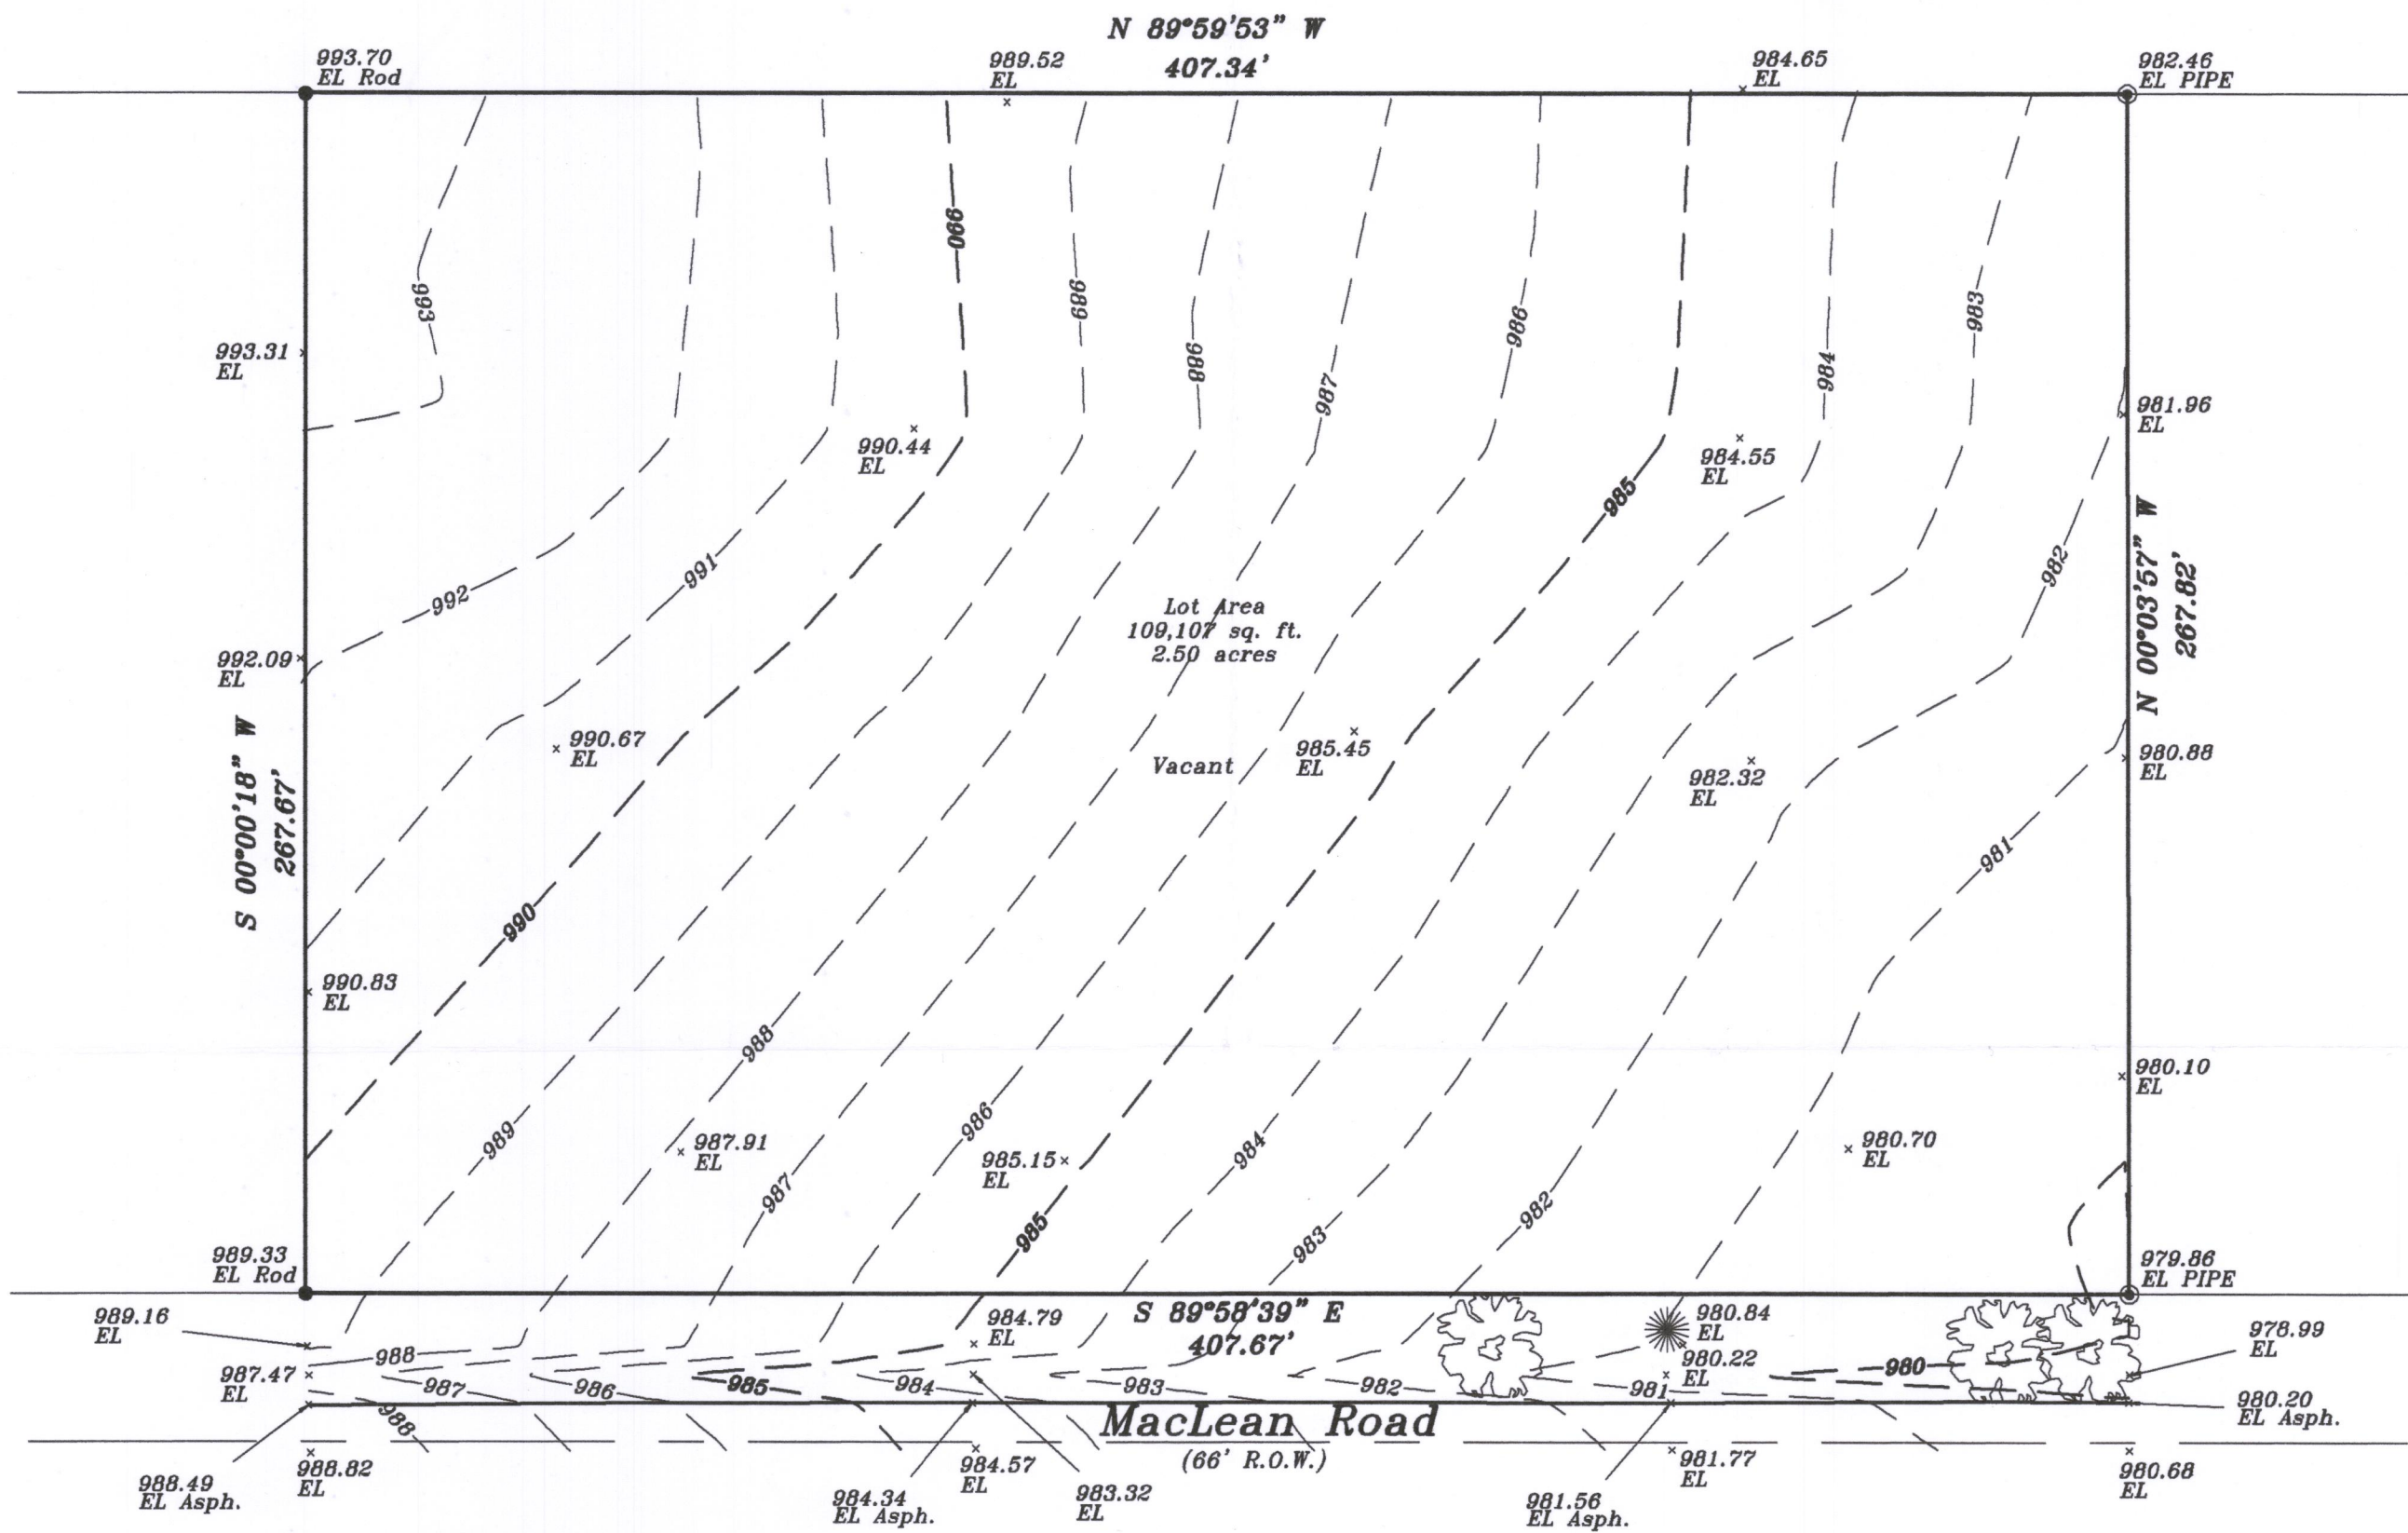 N 89°59'53" W
407.34'
993.70
EL Rod
989.52
EL
984.65
EL
982.46
EL PIPE
990
993
989
986
983
993.31
EL
988
987
984
981.96
EL
990.44
EL
984.55
EL
985
992
991
982
Lot Area
109,107 sq. ft.
2.50 acres
N 00°03'57" W
267.82'
992.09
EL
990.67
EL
985.45
EL
Vacant
982.32
EL
980.88
EL
S 00°00'18" W
267.67'
981
990
990.83
EL
988
980.10
EL
989
987.91
EL
986
985.15
EL
984
980.70
EL
987
985
983
982
989.33
EL Rod
979.86
EL PIPE
989.16
EL
984.79
EL
S 89°58'39" E
407.67'
980.84
EL
978.99
EL
988
987.47
EL
987
986
985
984
983
982
981
980.22
EL
980
980.20
EL Asph.
988
MacLean Road
(66' R.O.W.)
988.49
EL Asph.
988.82
EL
984.34
EL Asph.
984.57
EL
983.32
EL
981.56
EL Asph.
981.77
EL
980.68
EL